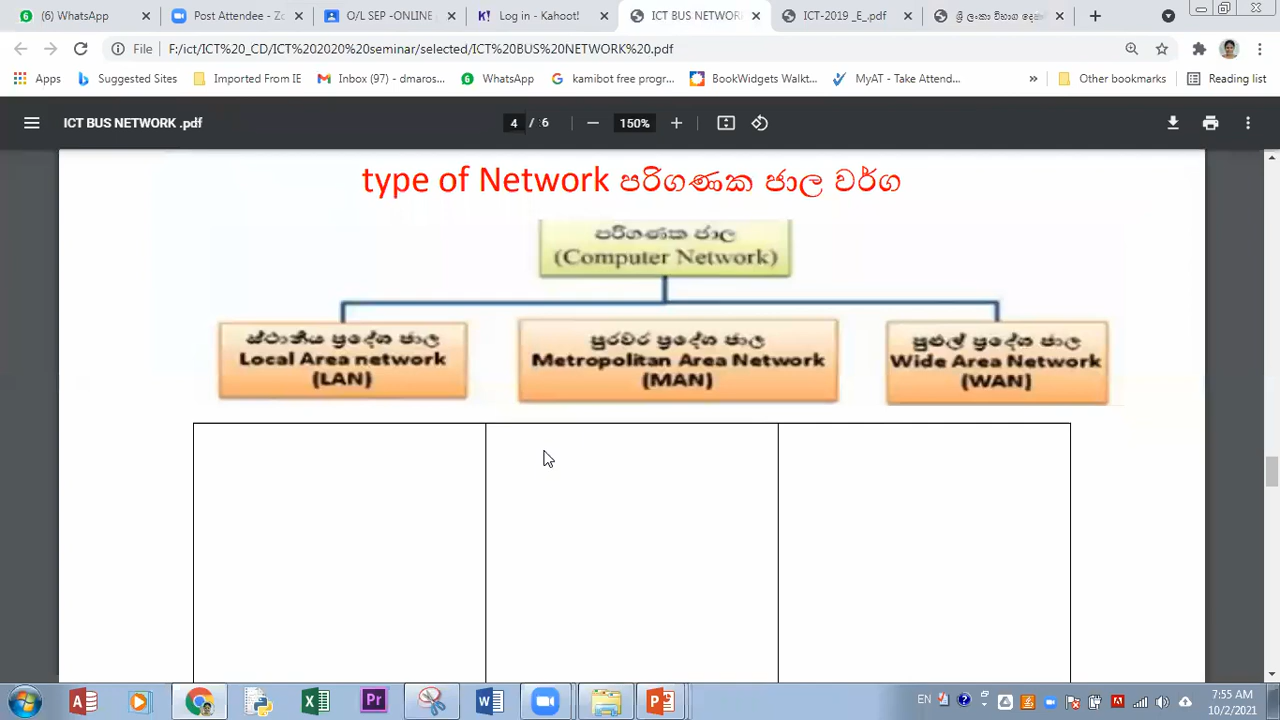 (6) WhatsApp
Post Attendee - Zo
O/L SEP -ONLINE
Log in - Kahoot!
ICT BUS NETWORK
ICT-2019 _E_.pdf
ශ්‍රී ලංකා විභාග දෙපා
File F:/ict/ICT%20_CD/ICT%202020%20seminar/selected/ICT%20BUS%20NETWORK%20.pdf
Apps Suggested Sites Imported From IE Inbox (97) - dmaros... WhatsApp kamibot free progr... BookWidgets Walkt... MyAT - Take Attend... » Other bookmarks Reading list
ICT BUS NETWORK .pdf 4 / 6 150%
type of Network පරිගණක ජාල වර්ග
පරිගණක ජාල
(Computer Network)
ස්ථානීය ප්‍රදේශ ජාල
Local Area network
(LAN)
පුරවර ප්‍රදේශ ජාල
Metropolitan Area Network
(MAN)
පුළුල් ප්‍රදේශ ජාල
Wide Area Network
(WAN)
EN 7:55 AM
10/2/2021